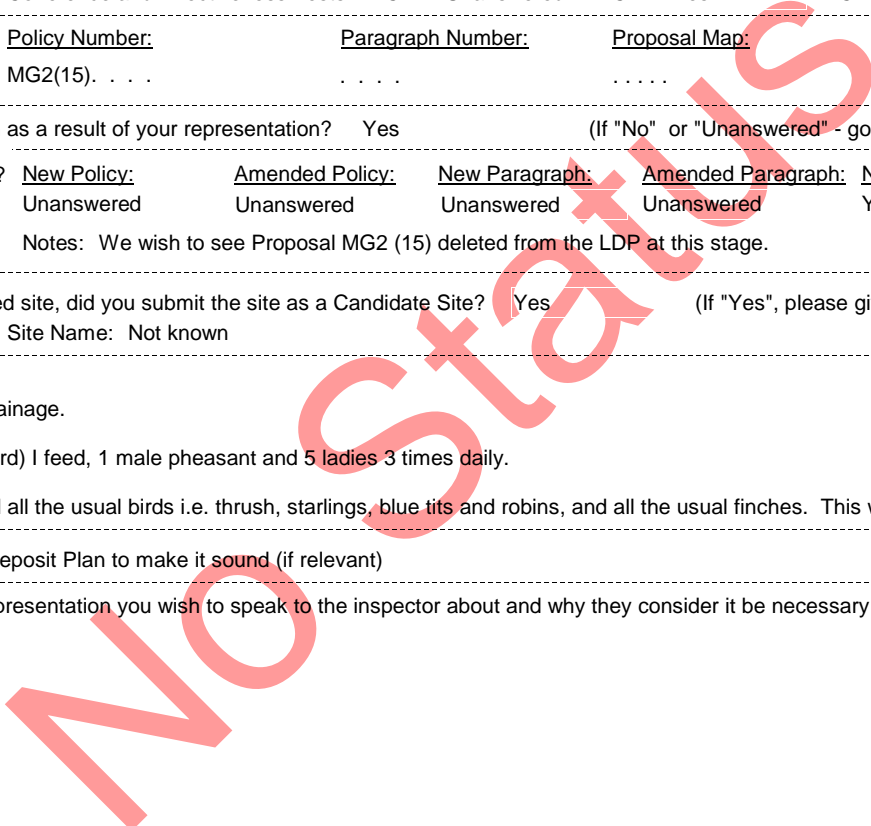 Policy Number: Paragraph Number: Proposal Map:
MG2(15). . . . . . . . . . . . .
as a result of your representation? Yes (If "No" or "Unanswered" - go
? New Policy: Amended Policy: New Paragraph: Amended Paragraph: N
Unanswered Unanswered Unanswered Unanswered Y
Notes: We wish to see Proposal MG2 (15) deleted from the LDP at this stage.
ed site, did you submit the site as a Candidate Site? Yes (If "Yes", please gi
Site Name: Not known
ainage.
rd) I feed, 1 male pheasant and 5 ladies 3 times daily.
all the usual birds i.e. thrush, starlings, blue tits and robins, and all the usual finches. This w
eposit Plan to make it sound (if relevant)
presentation you wish to speak to the inspector about and why they consider it be necessary
No Status